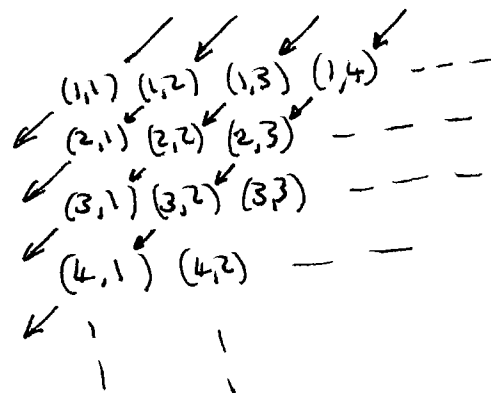 (1,1) (1,2) (1,3) (1,4) - - - -
(2,1) (2,2) (2,3) - - - -
(3,1) (3,2) (3,3) - - -
(4,1) (4,2) - -